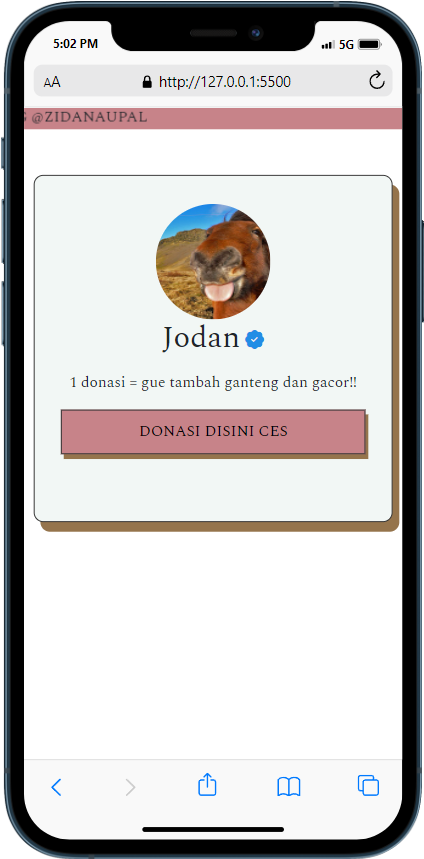 5:02 PM 5G
AA http://127.0.0.1:5500
@ZIDANAUPAL
Jodan
1 donasi = gue tambah ganteng dan gacor!!
DONASI DISINI CES